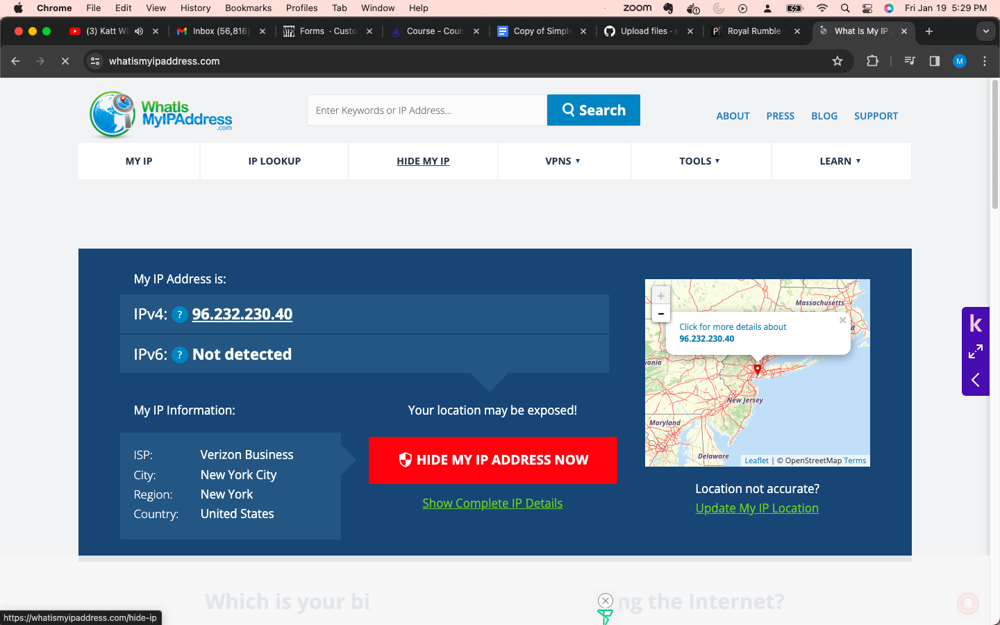 Chrome File Edit View History Bookmarks Profiles Tab Window Help zoom Fri Jan 19 5:29 PM
(3) Katt Wi Inbox (56,816) Forms · Custo Course - Cour Copy of Simple Upload files · Royal Rumble What Is My IP
whatismyipaddress.com M
WhatIs
MyIPAddress
.com
Enter Keywords or IP Address...
Search
ABOUT PRESS BLOG SUPPORT
MY IP IP LOOKUP HIDE MY IP VPNS TOOLS LEARN
My IP Address is:
IPv4: ? 96.232.230.40
IPv6: ? Not detected
My IP Information:
ISP: Verizon Business
City: New York City
Region: New York
Country: United States
Your location may be exposed!
HIDE MY IP ADDRESS NOW
Show Complete IP Details
+
-
Massachusetts
Click for more details about
96.232.230.40
×
vania
New Jersey
Maryland
Delaware
Leaflet | © OpenStreetMap Terms
Location not accurate?
Update My IP Location
k
Which is your bi ng the Internet?
https://whatismyipaddress.com/hide-ip